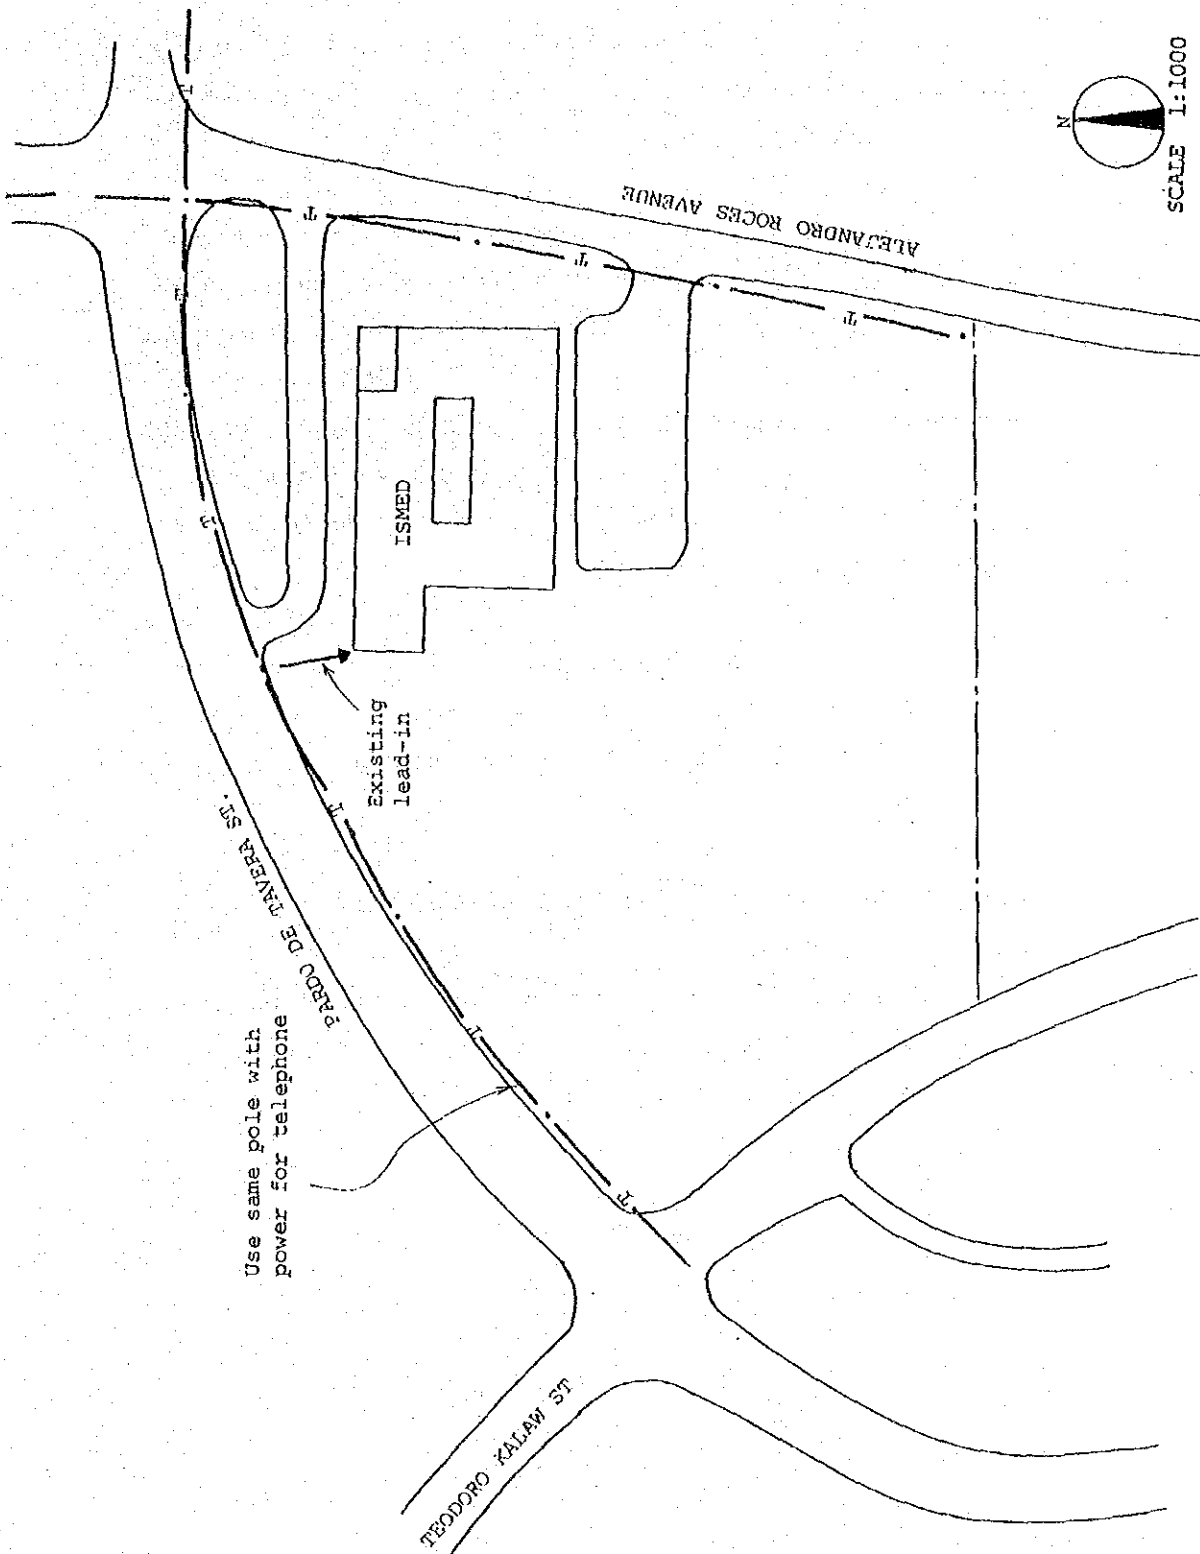 Use same pole with
power for telephone
PARDO DE TAVERA ST.
TEODORO KALAW ST
Existing
lead-in
ISMED
ALEJANDRO ROCES AVENUE
T
T
T
T
T
T
T
T
T
T
N
SCALE 1:1000